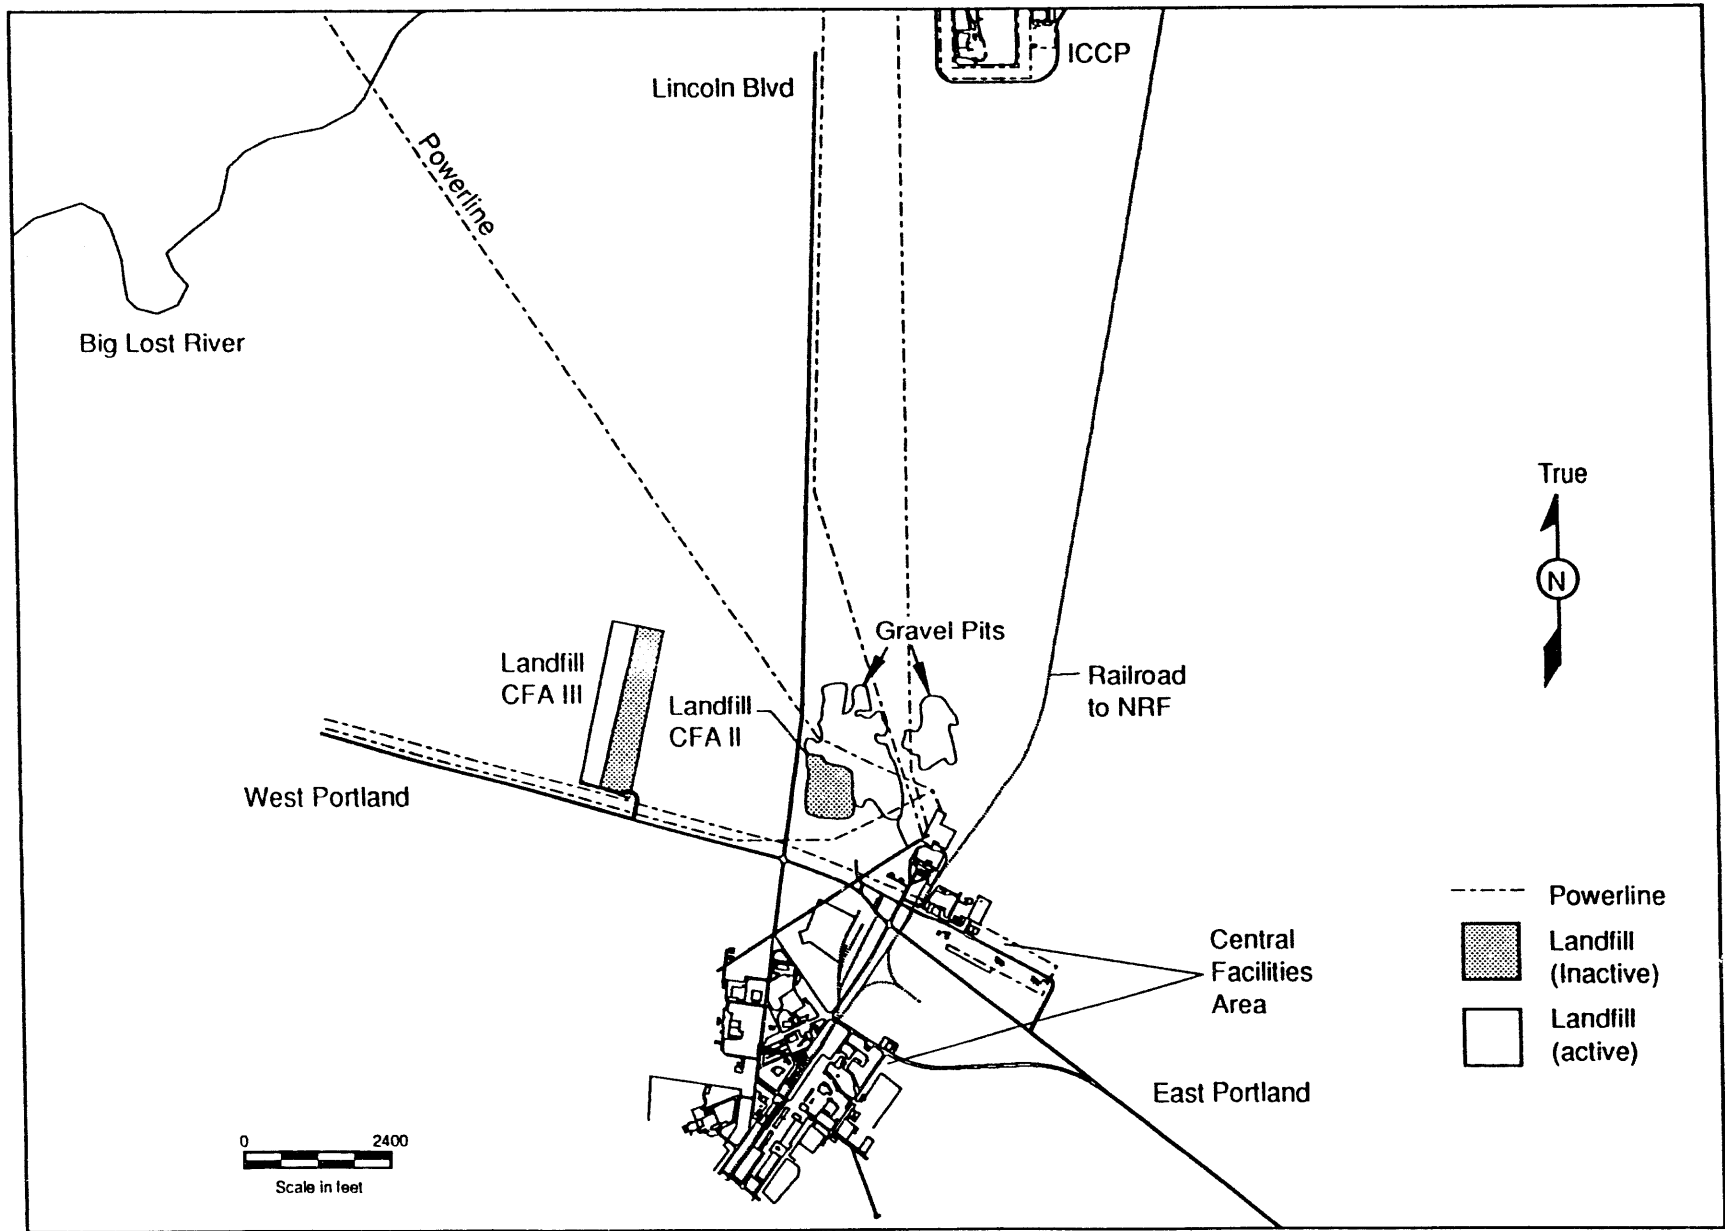 ICCP
Lincoln Blvd
Powerline
Big Lost River
True
N
Gravel Pits
Landfill
CFA III
Landfill
CFA II
Railroad
to NRF
West Portland
Powerline
Landfill
(Inactive)
Landfill
(active)
Central
Facilities
Area
East Portland
0 2400
Scale in feet